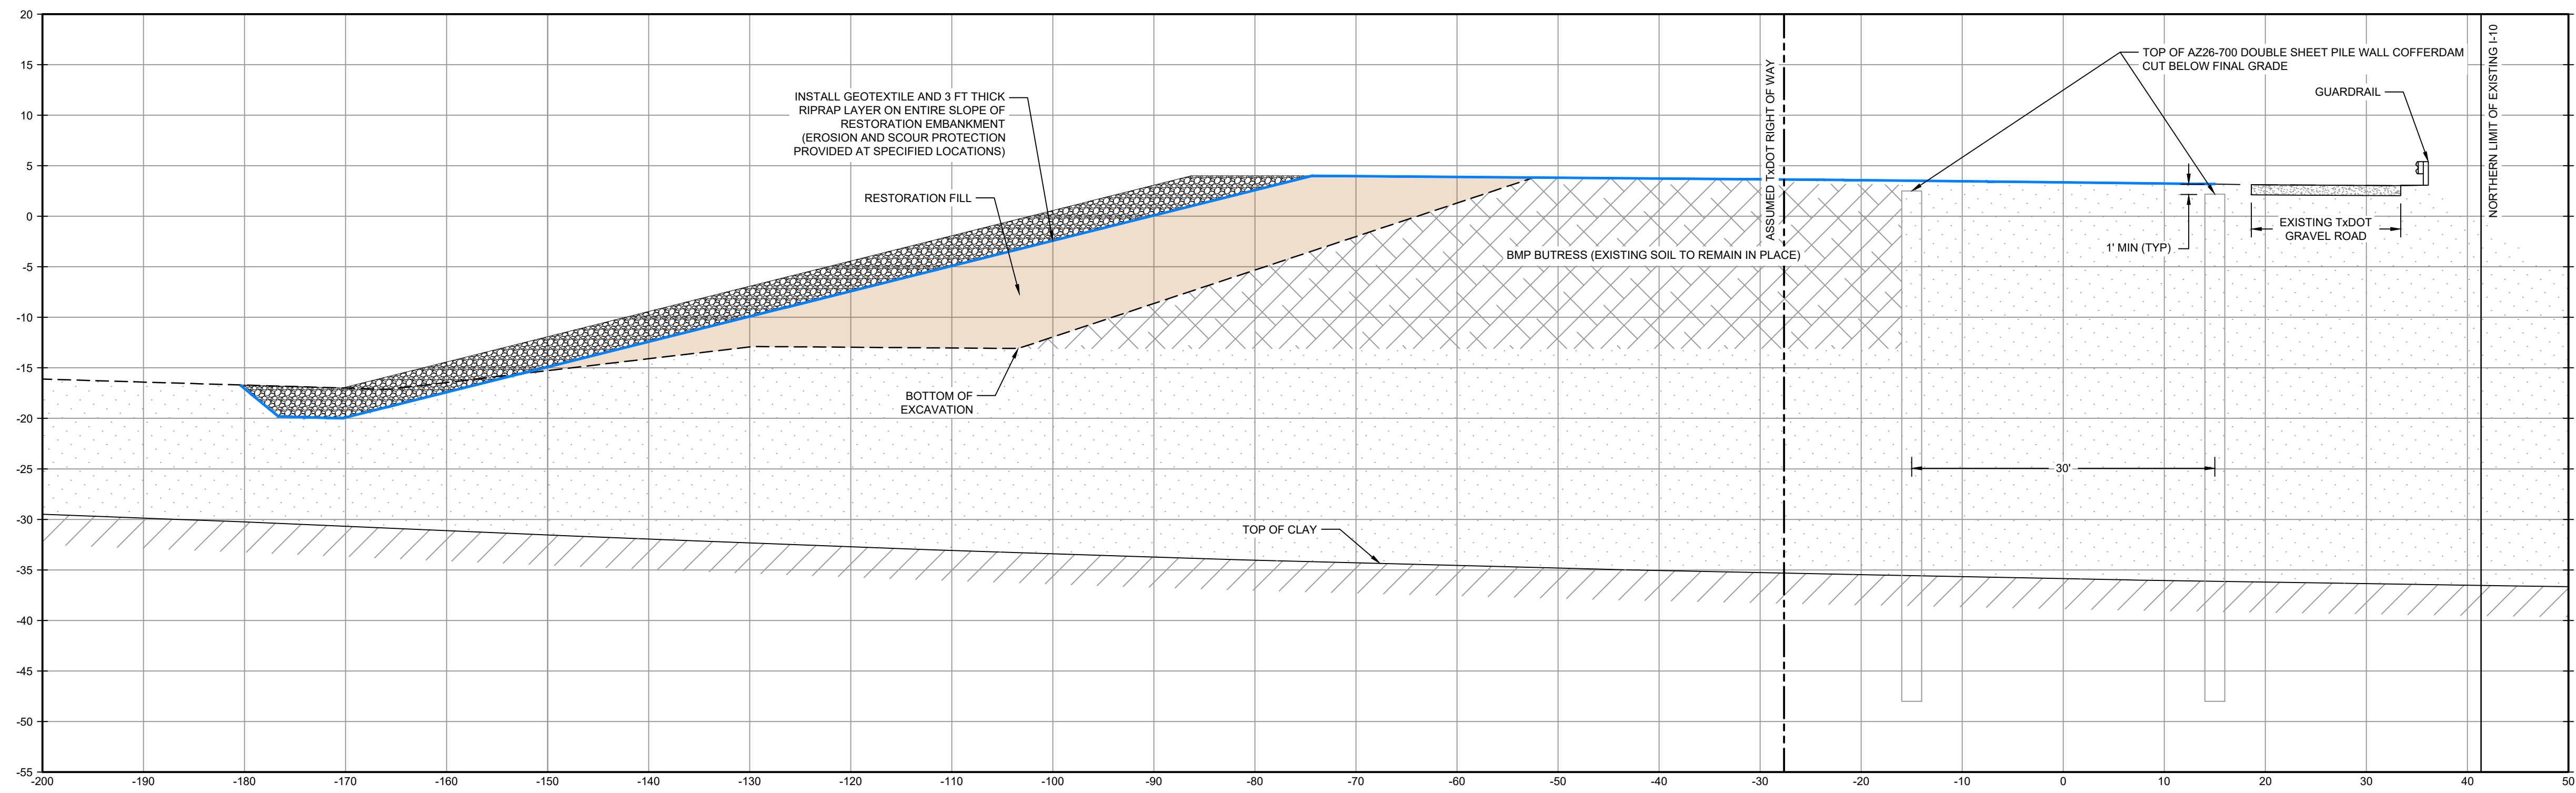 20
15
10
5
0
-5
-10
-15
-20
-25
-30
-35
-40
-45
-50
-55
INSTALL GEOTEXTILE AND 3 FT THICK
RIPRAP LAYER ON ENTIRE SLOPE OF
RESTORATION EMBANKMENT
(EROSION AND SCOUR PROTECTION
PROVIDED AT SPECIFIED LOCATIONS)
RESTORATION FILL
BOTTOM OF
EXCAVATION
TOP OF CLAY
BMP BUTRESS (EXISTING SOIL TO REMAIN IN PLACE)
ASSUMED TxDOT RIGHT OF WAY
TOP OF AZ26-700 DOUBLE SHEET PILE WALL COFFERDAM
CUT BELOW FINAL GRADE
GUARDRAIL
1' MIN (TYP)
EXISTING TxDOT
GRAVEL ROAD
30'
NORTHERN LIMIT OF EXISTING I-10
-200 -190 -180 -170 -160 -150 -140 -130 -120 -110 -100 -90 -80 -70 -60 -50 -40 -30 -20 -10 0 10 20 30 40 50